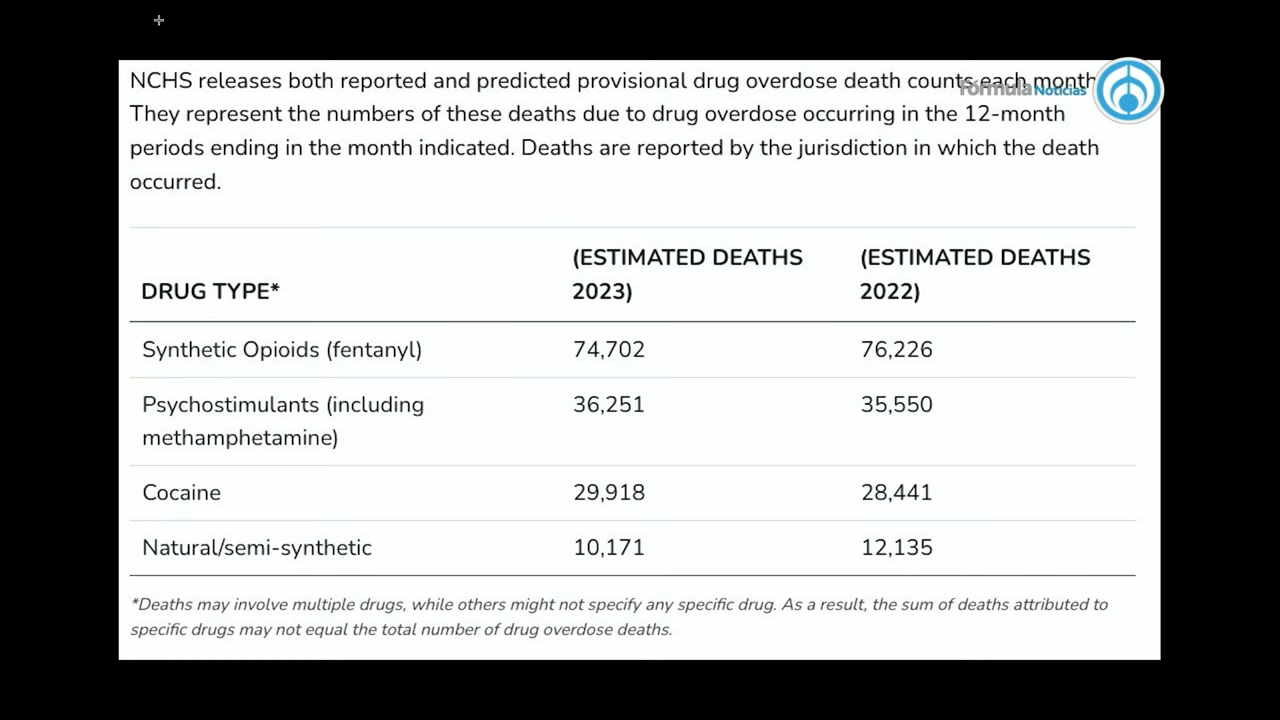 NCHS releases both reported and predicted provisional drug overdose death counts each month
fórmula Noticias
They represent the numbers of these deaths due to drug overdose occurring in the 12-month
periods ending in the month indicated. Deaths are reported by the jurisdiction in which the death
occurred.
DRUG TYPE* (ESTIMATED DEATHS 2023) (ESTIMATED DEATHS 2022)
Synthetic Opioids (fentanyl) 74,702 76,226
Psychostimulants (including 36,251 35,550
methamphetamine)
Cocaine 29,918 28,441
Natural/semi-synthetic 10,171 12,135
*Deaths may involve multiple drugs, while others might not specify any specific drug. As a result, the sum of deaths attributed to
specific drugs may not equal the total number of drug overdose deaths.